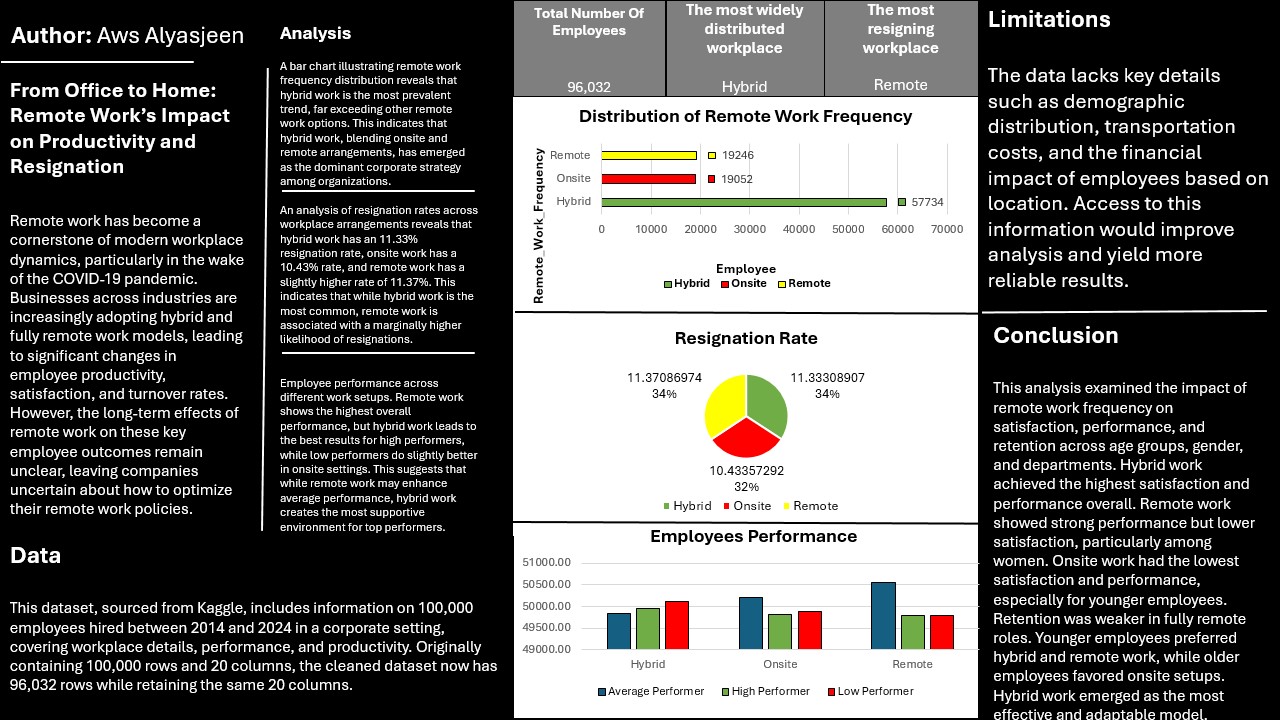 Author: Aws Alyasjeen
From Office to Home:
Remote Work's Impact
on Productivity and
Resignation
Remote work has become a
cornerstone of modern workplace
dynamics, particularly in the wake
of the COVID-19 pandemic.
Businesses across industries are
increasingly adopting hybrid and
fully remote work models, leading
to significant changes in
employee productivity,
satisfaction, and turnover rates.
However, the long-term effects of
remote work on these key
employee outcomes remain
unclear, leaving companies
uncertain about how to optimize
their remote work policies.
Data
This dataset, sourced from Kaggle, includes information on 100,000
employees hired between 2014 and 2024 in a corporate setting,
covering workplace details, performance, and productivity. Originally
containing 100,000 rows and 20 columns, the cleaned dataset now has
96,032 rows while retaining the same 20 columns.
Analysis
A bar chart illustrating remote work
frequency distribution reveals that
hybrid work is the most prevalent
trend, far exceeding other remote
work options. This indicates that
hybrid work, blending onsite and
remote arrangements, has emerged
as the dominant corporate strategy
among organizations.
An analysis of resignation rates across
workplace arrangements reveals that
hybrid work has an 11.33%
resignation rate, onsite work has a
10.43% rate, and remote work has a
slightly higher rate of 11.37%. This
indicates that while hybrid work is the
most common, remote work is
associated with a marginally higher
likelihood of resignations.
Employee performance across
different work setups. Remote work
shows the highest overall
performance, but hybrid work leads to
the best results for high performers,
while low performers do slightly better
in onsite settings. This suggests that
while remote work may enhance
average performance, hybrid work
creates the most supportive
environment for top performers.
Total Number Of
Employees
96,032
The most widely
distributed
workplace
Hybrid
The most
resigning
workplace
Remote
Distribution of Remote Work Frequency
Remote_Work_Frequency
Remote 19246
Onsite 19052
Hybrid 57734
0 10000 20000 30000 40000 50000 60000 70000
Employee
Hybrid Onsite Remote
Resignation Rate
11.37086974
34%
11.33308907
34%
10.43357292
32%
Hybrid Onsite Remote
Employees Performance
51000.00
50500.00
50000.00
49500.00
49000.00
Hybrid Onsite Remote
Average Performer High Performer Low Performer
Limitations
The data lacks key details
such as demographic
distribution, transportation
costs, and the financial
impact of employees based on
location. Access to this
information would improve
analysis and yield more
reliable results.
Conclusion
This analysis examined the impact of
remote work frequency on
satisfaction, performance, and
retention across age groups, gender,
and departments. Hybrid work
achieved the highest satisfaction and
performance overall. Remote work
showed strong performance but lower
satisfaction, particularly among
women. Onsite work had the lowest
satisfaction and performance,
especially for younger employees.
Retention was weaker in fully remote
roles. Younger employees preferred
hybrid and remote work, while older
employees favored onsite setups.
Hybrid work emerged as the most
effective and adaptable model.